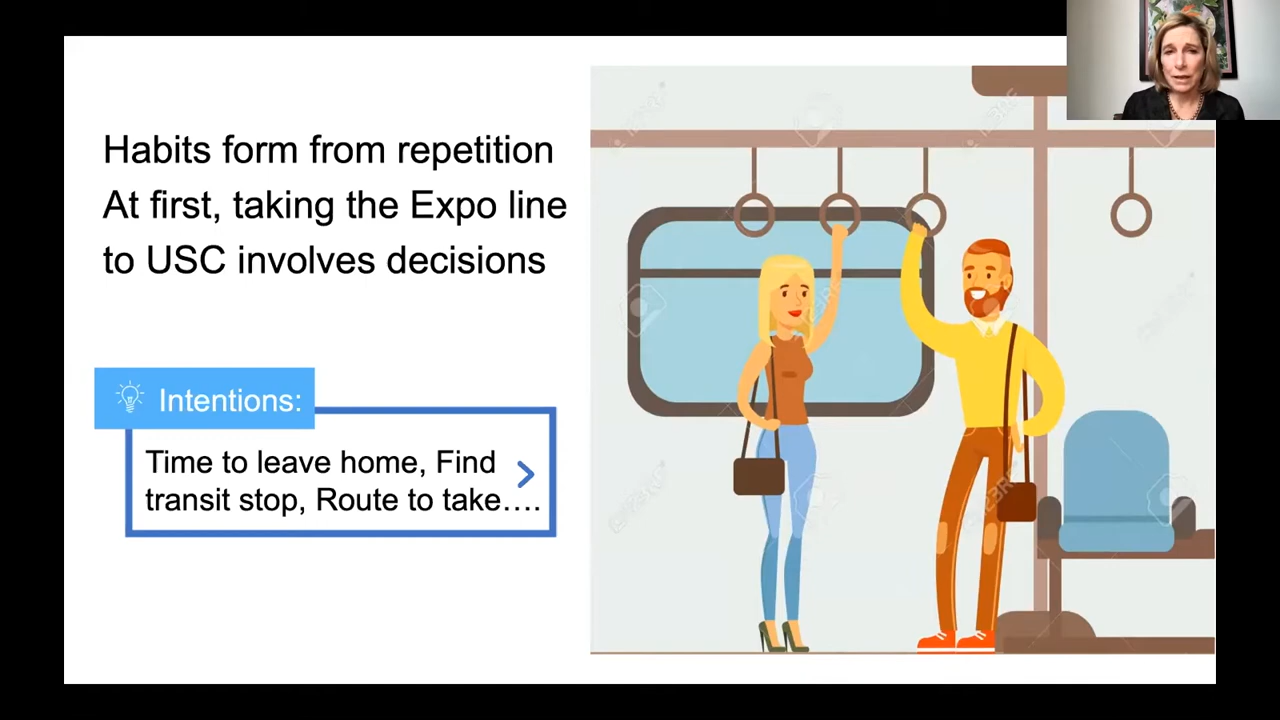 Habits form from repetition
At first, taking the Expo line
to USC involves decisions
Intentions:
Time to leave home, Find
transit stop, Route to take….